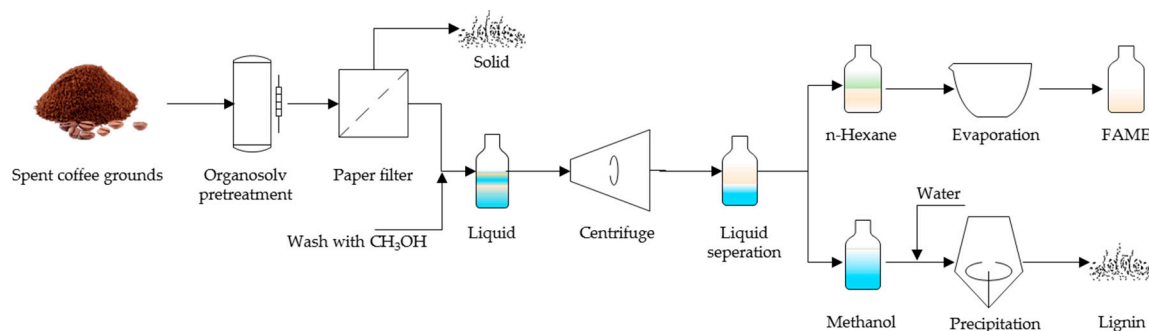 Solid
Spent coffee grounds
Organosolv
pretreatment
Paper filter
Wash with CH₃OH
Liquid
Centrifuge
Liquid
seperation
n-Hexane
Evaporation
FAME
Water
Methanol
Precipitation
Lignin